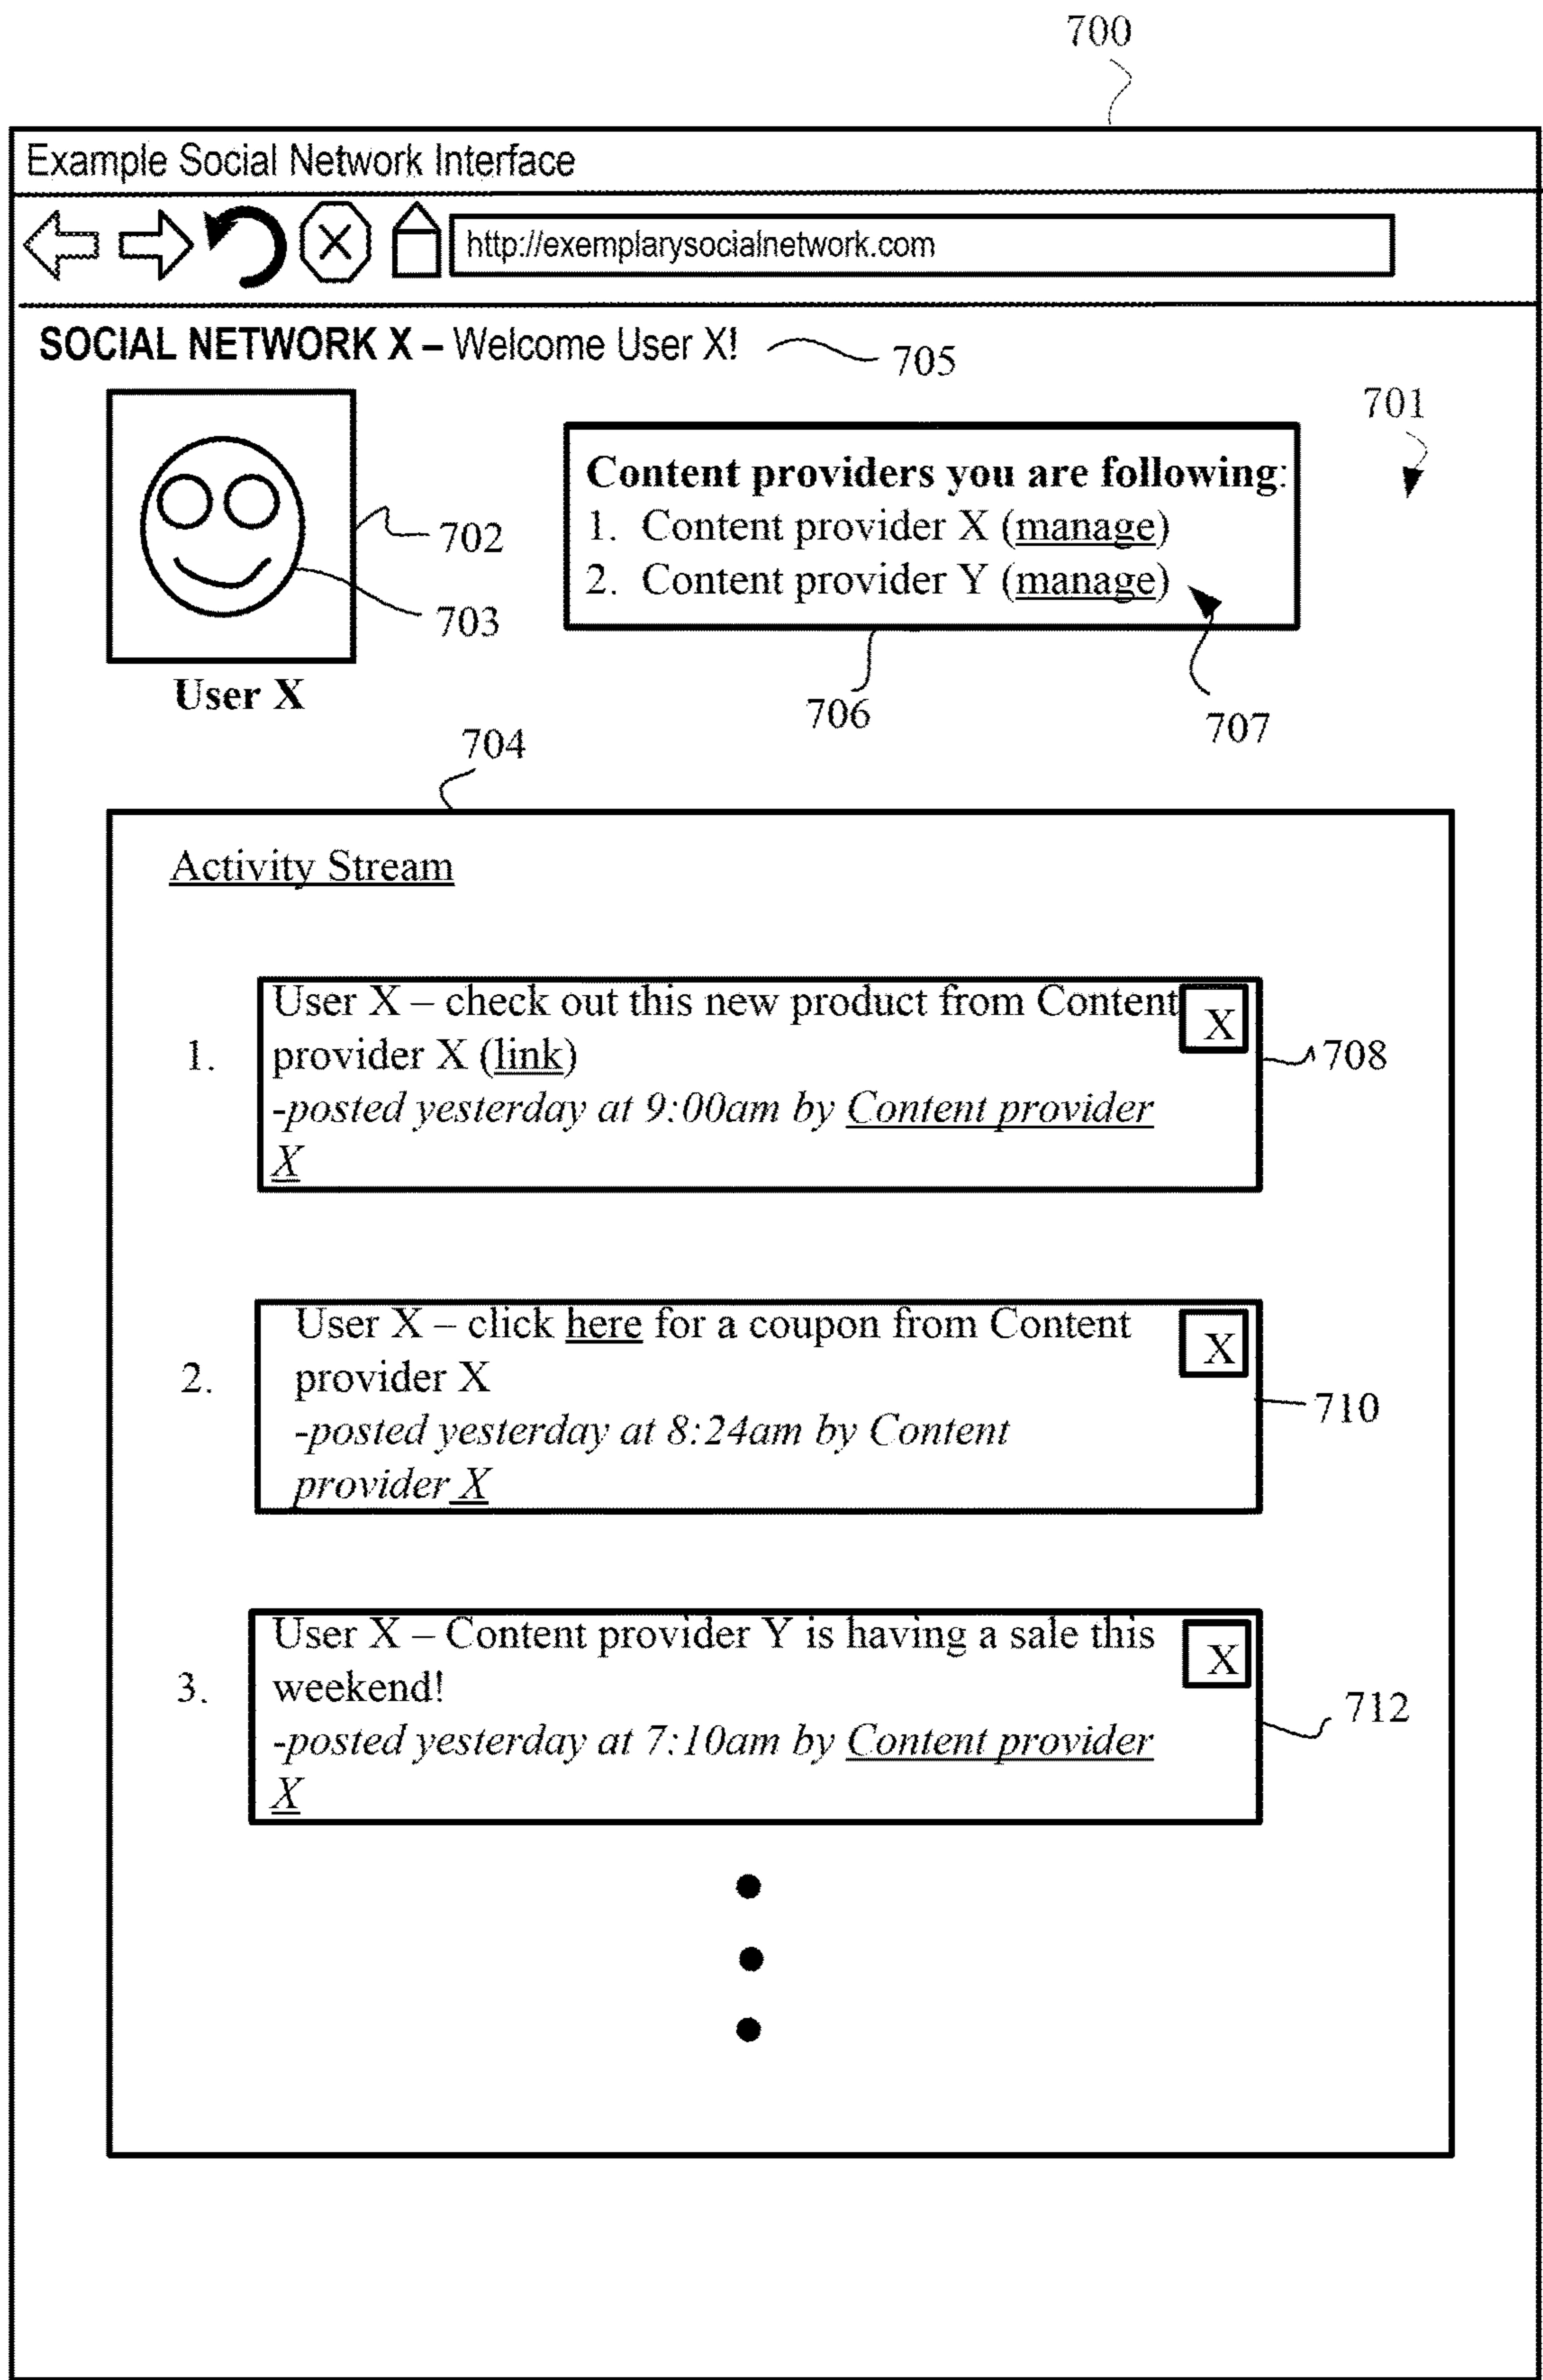 700
Example Social Network Interface
X
http://exemplarysocialnetwork.com
SOCIAL NETWORK X – Welcome User X!
705
701
Content providers you are following:
1. Content provider X (manage)
2. Content provider Y (manage)
702
703
User X
706
707
704
Activity Stream
1.
User X – check out this new product from Content
provider X (link)
-posted yesterday at 9:00am by Content provider
X
X
708
2.
User X – click here for a coupon from Content
provider X
-posted yesterday at 8:24am by Content
provider X
X
710
3.
User X – Content provider Y is having a sale this
weekend!
-posted yesterday at 7:10am by Content provider
X
X
712